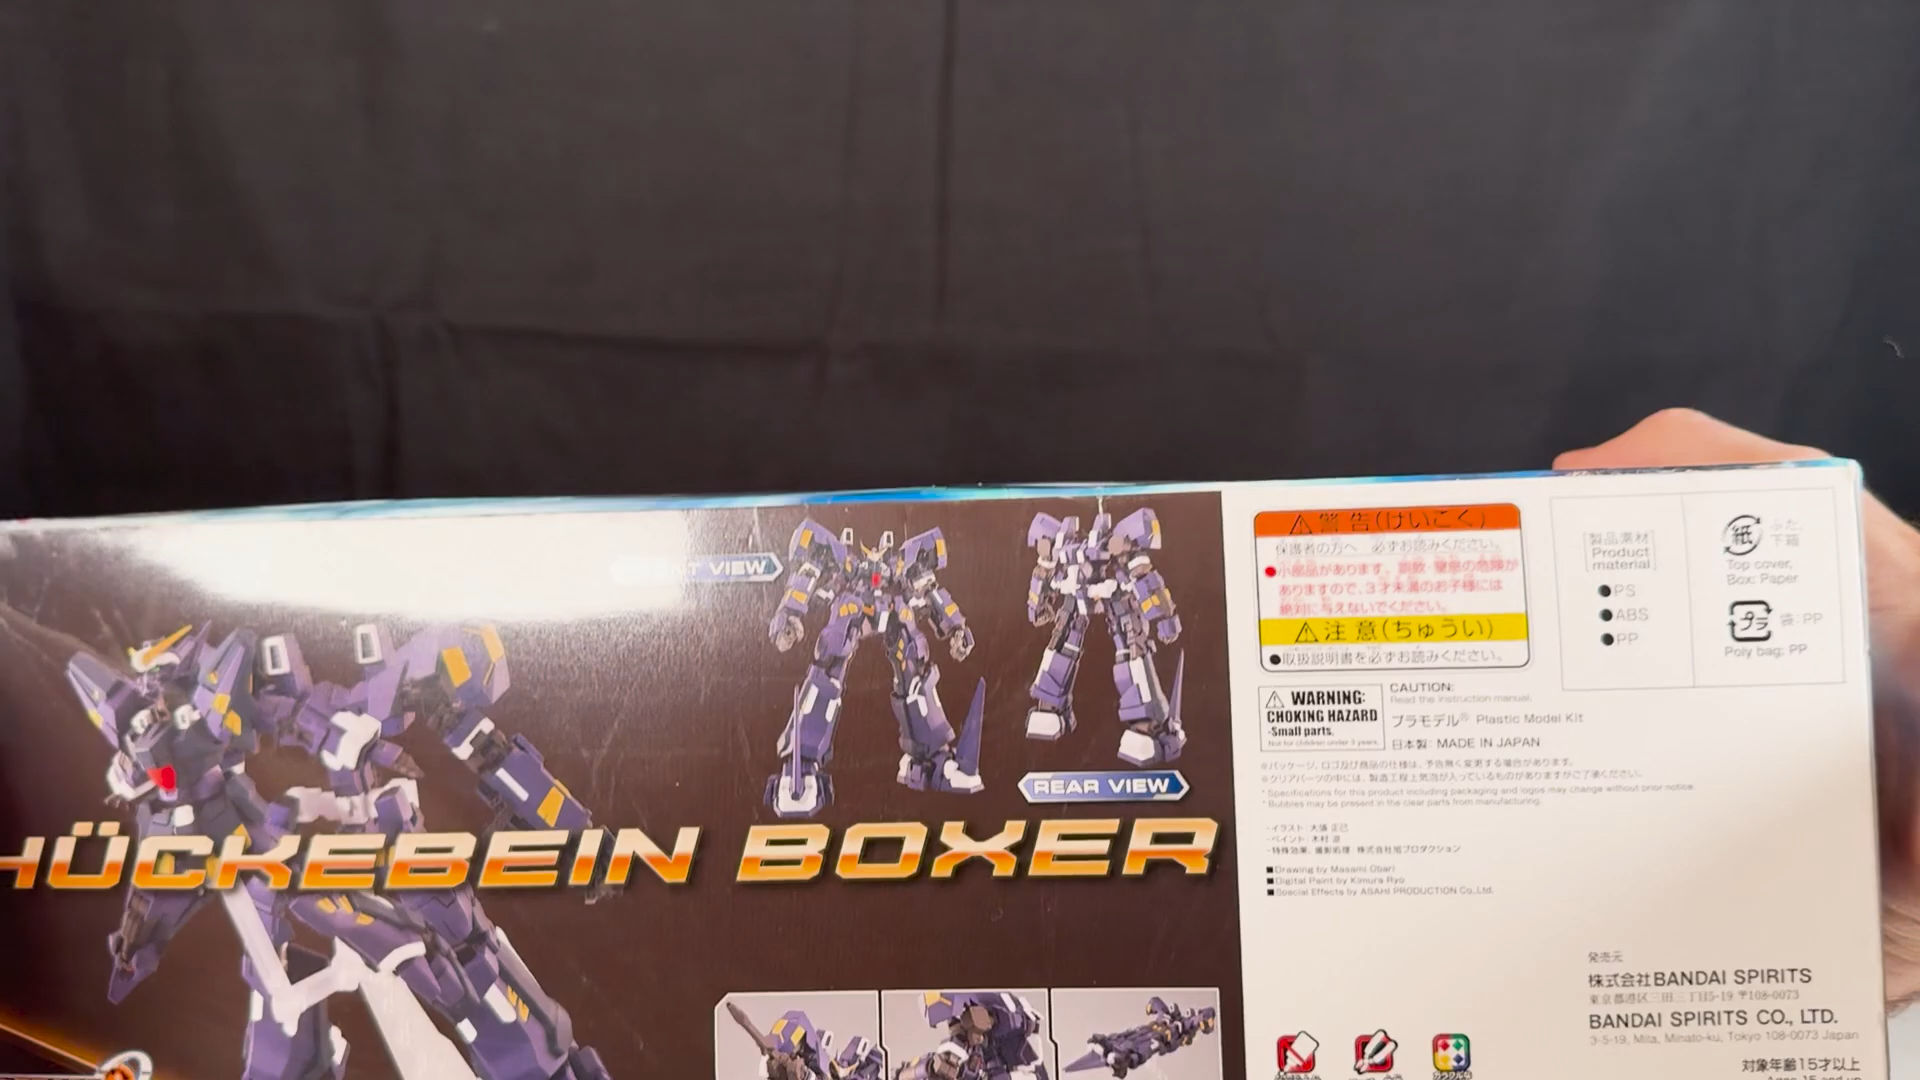 T VIEW
REAR VIEW
HÜCKEBEIN BOXER
警告(けいこく)
保護者の方へ 必ずお読みください。
●小部品があります。誤飲・窒息の危険が
ありますので、3才未満のお子様には
絶対に与えないでください。
注意(ちゅうい)
●取扱説明書を必ずお読みください。
製品素材
Product
material
●PS
●ABS
●PP
紙
ふた、
下箱
Top cover,
Box: Paper
プラ
袋: PP
Poly bag: PP
WARNING:
CHOKING HAZARD
-Small parts.
Not for children under 3 years.
CAUTION:
Read the instruction manual.
プラモデル® Plastic Model Kit
日本製: MADE IN JAPAN
※パッケージ、ロゴ及び商品の仕様は、予告無く変更する場合があります。
※クリアパーツの中には、製造工程上気泡が入っているものがありますがご了承ください。
* Specifications for this product including packaging and logos may change without prior notice.
* Bubbles may be present in the clear parts from manufacturing.
・イラスト: 大張 正己
・ペイント: 木村 遼
・特殊効果、撮影処理: 株式会社旭プロダクション
■Drawing by Masami Obari
■Digital Paint by Kimura Ryo
■Special Effects by ASAHI PRODUCTION Co.,Ltd.
発売元
株式会社BANDAI SPIRITS
東京都港区三田三丁目5-19 〒108-0073
BANDAI SPIRITS CO., LTD.
3-5-19, Mita, Minato-ku, Tokyo 108-0073 Japan
対象年齢15才以上